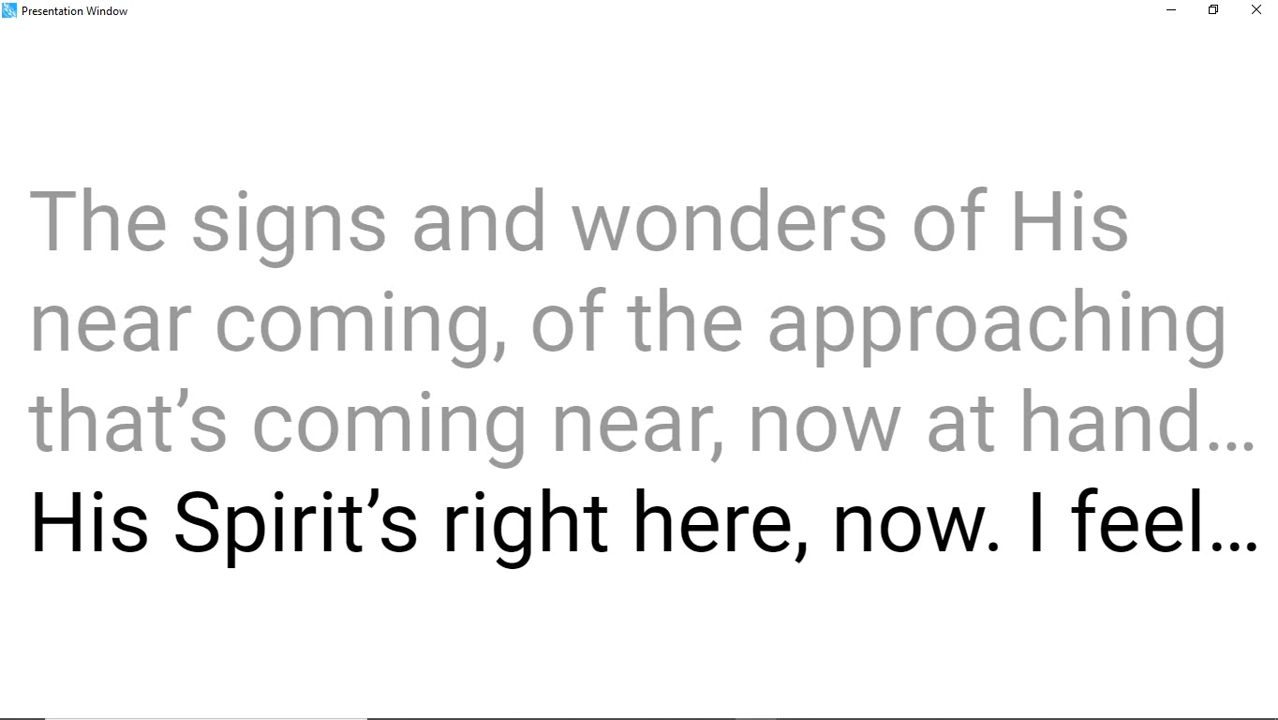 Presentation Window
The signs and wonders of His
near coming, of the approaching
that’s coming near, now at hand...
His Spirit’s right here, now. I feel...